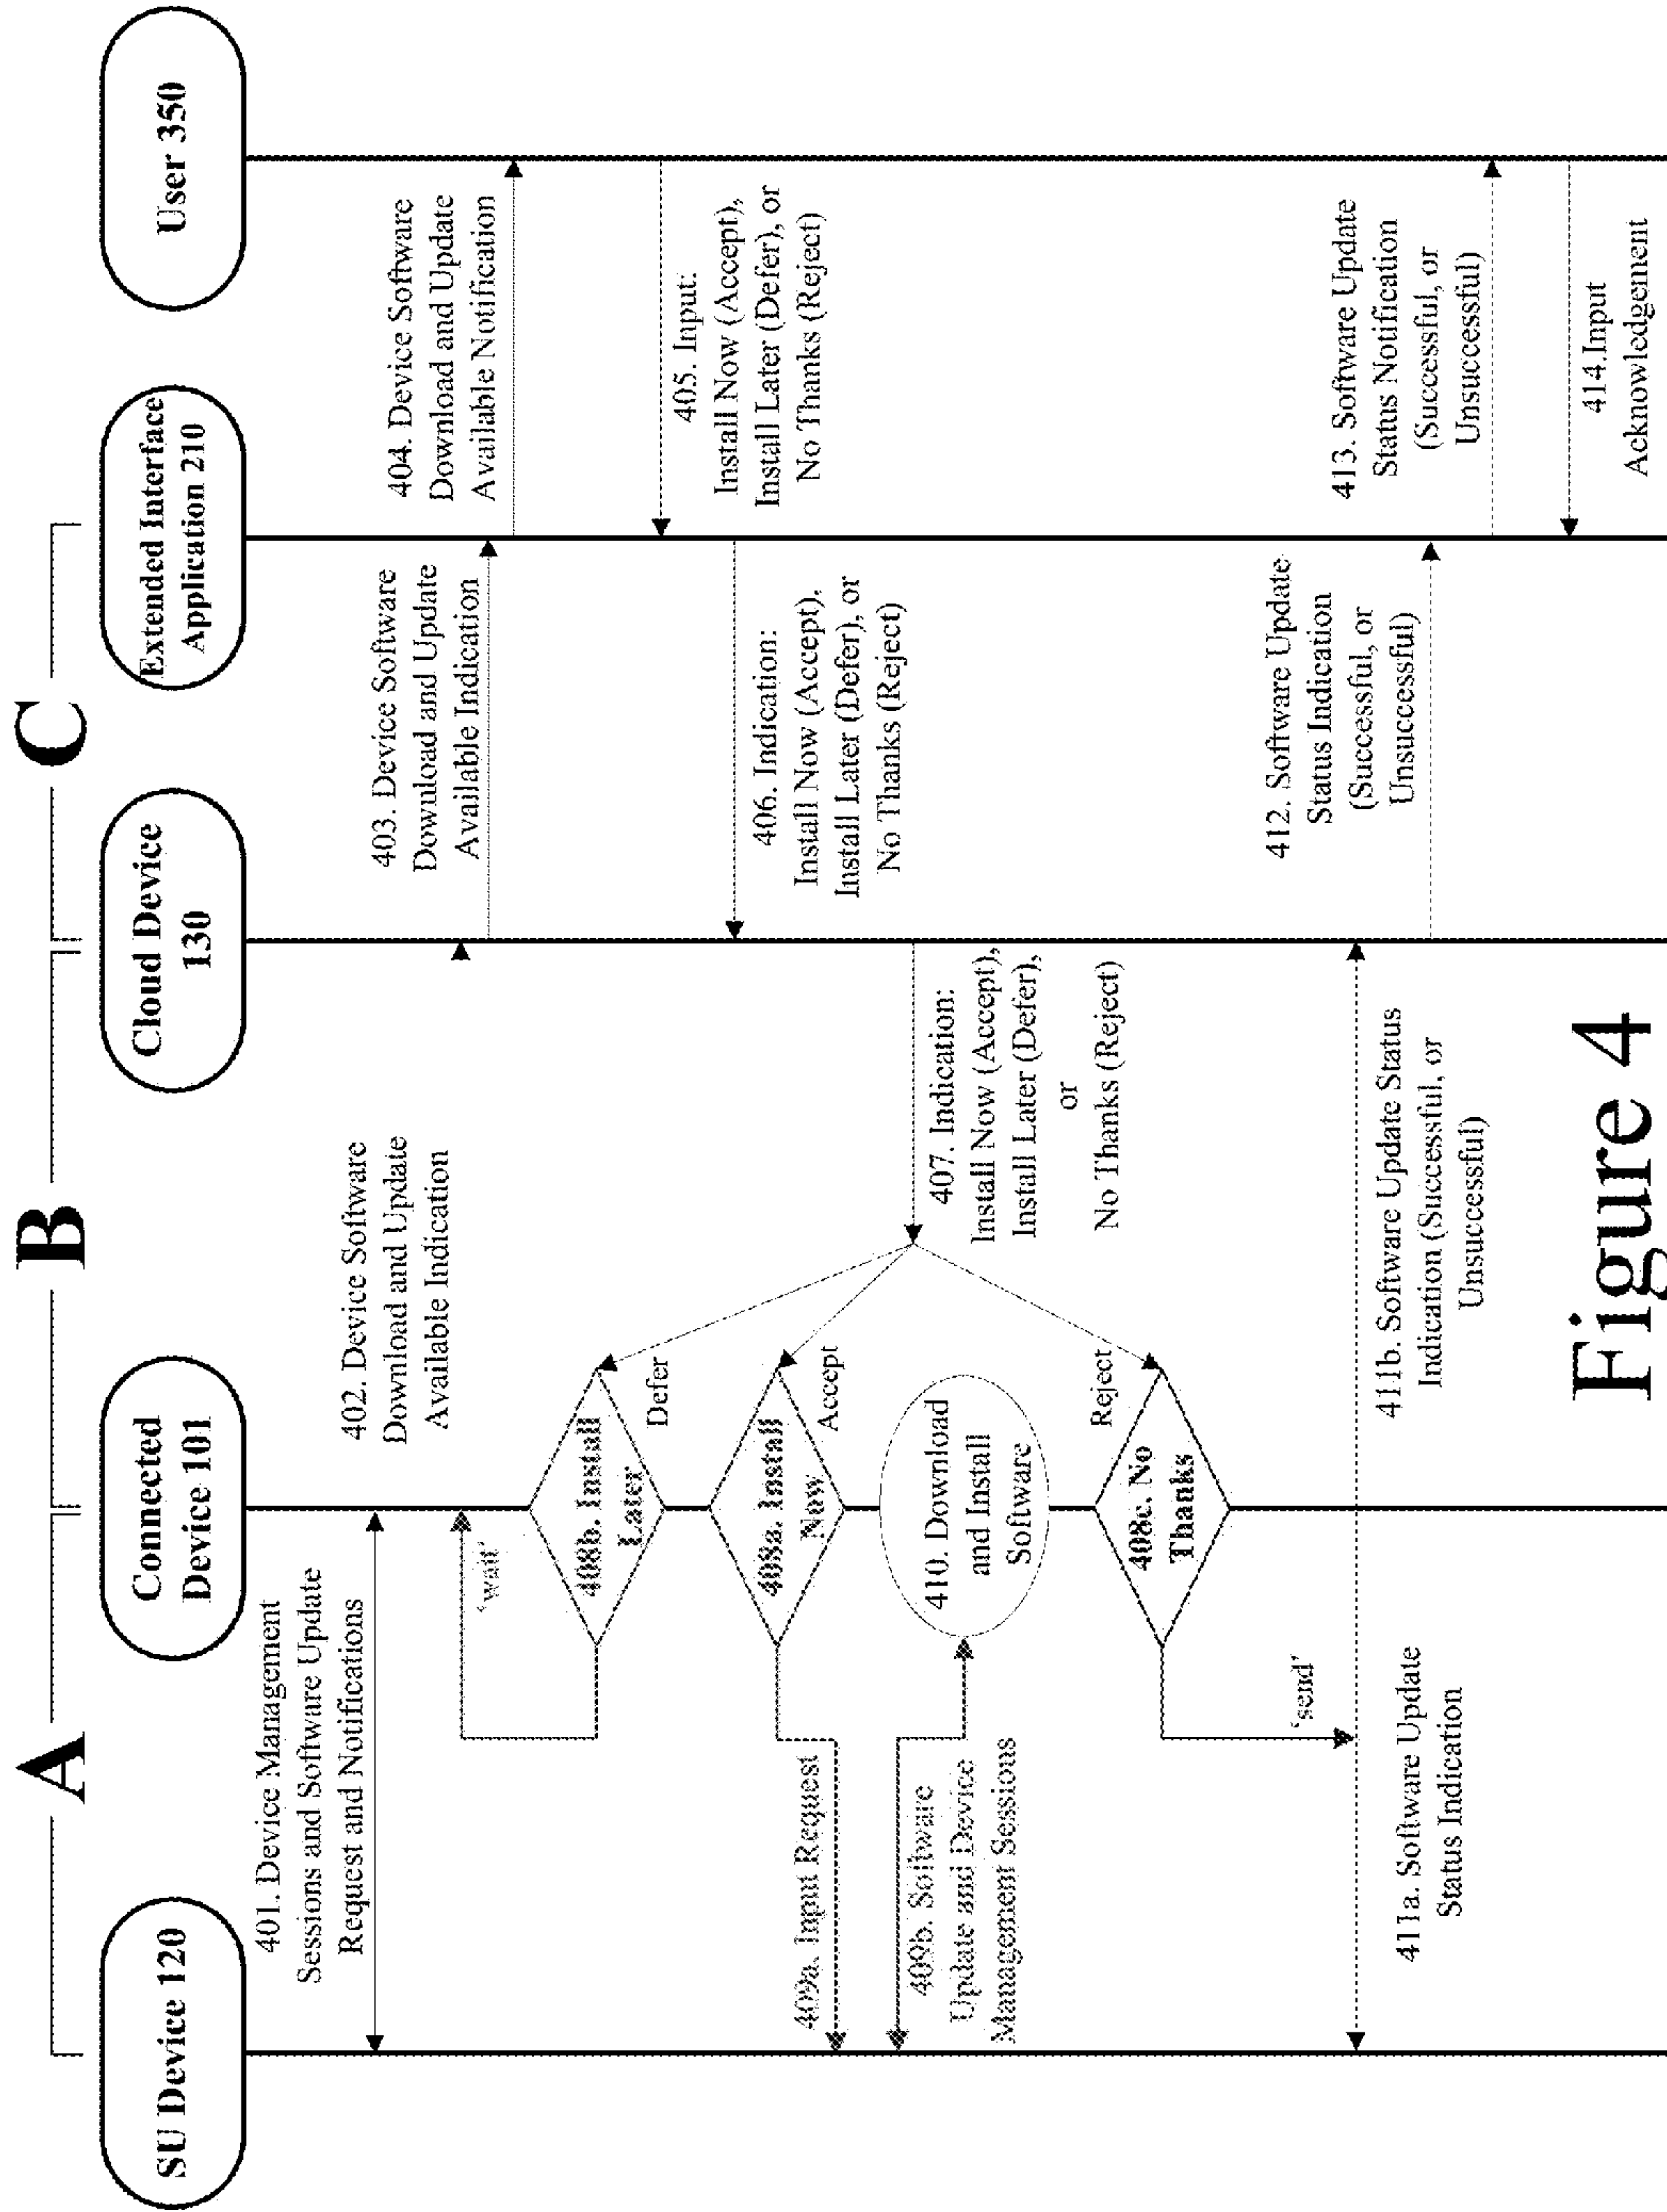 A
B
C
SU Device 120
Connected
Device 101
Cloud Device
130
Extended Interface
Application 210
User 350
401. Device Management
Sessions and Software Update
Request and Notifications
402. Device Software
Download and Update
Available Indication
403. Device Software
Download and Update
Available Indication
404. Device Software
Download and Update
Available Notification
405. Input:
Install Now (Accept),
Install Later (Defer), or
No Thanks (Reject)
406. Indication:
Install Now (Accept),
Install Later (Defer), or
No Thanks (Reject)
407. Indication:
Install Now (Accept),
Install Later (Defer),
or
No Thanks (Reject)
'wait'
408b. Install
Later
Defer
408a. Install
Now
Accept
409a. Input Request
409b. Software
Update and Device
Management Sessions
410. Download
and Install
Software
Reject
408c. No
Thanks
'send'
411a. Software Update
Status Indication
411b. Software Update Status
Indication (Successful, or
Unsuccessful)
412. Software Update
Status Indication
(Successful, or
Unsuccessful)
413. Software Update
Status Notification
(Successful, or
Unsuccessful)
414.Input
Acknowledgement
Figure 4